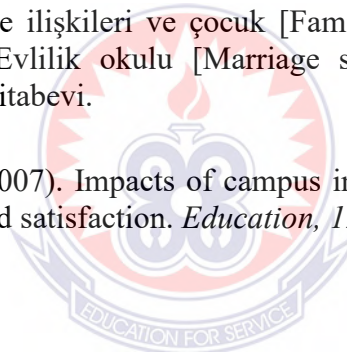 e ilişkileri ve çocuk [Fam
Evlilik okulu [Marriage s
itabevi.
007). Impacts of campus in
d satisfaction. Education, 1
EDUCATION FOR SERVICE